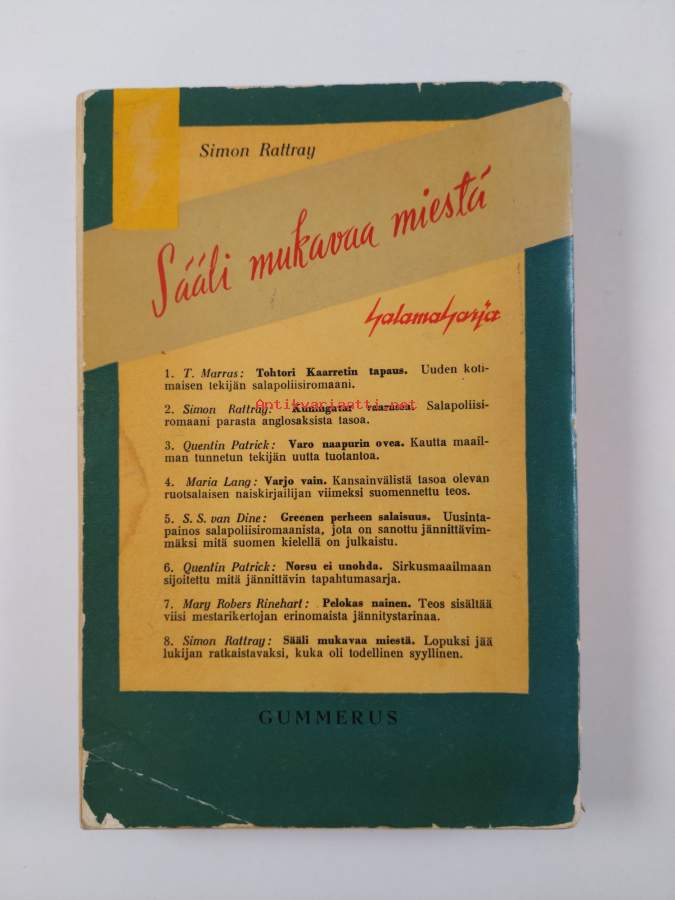 Simon Rattray
Sääli mukavaa miestä
Salamasarja
1. T. Marras: Tohtori Kaarretin tapaus. Uuden koti-
maisen tekijän salapoliisiromaani.
Antikvariaatti.net
2. Simon Rattray: Kuningatar vaarassa. Salapoliisi-
romaani parasta anglosaksista tasoa.
3. Quentin Patrick: Varo naapurin ovea. Kautta maail-
man tunnetun tekijän uutta tuotantoa.
4. Maria Lang: Varjo vain. Kansainvälistä tasoa olevan
ruotsalaisen naiskirjailijan viimeksi suomennettu teos.
5. S. S. van Dine: Greenen perheen salaisuus. Uusinta-
painos salapoliisiromaanista, jota on sanottu jännittävim-
mäksi mitä suomen kielellä on julkaistu.
6. Quentin Patrick: Norsu ei unohda. Sirkusmaailmaan
sijoitettu mitä jännittävin tapahtumasarja.
7. Mary Robers Rinehart: Pelokas nainen. Teos sisältää
viisi mestarikertojan erinomaista jännitystarinaa.
8. Simon Rattray: Sääli mukavaa miestä. Lopuksi jää
lukijan ratkaistavaksi, kuka oli todellinen syyllinen.
GUMMERUS